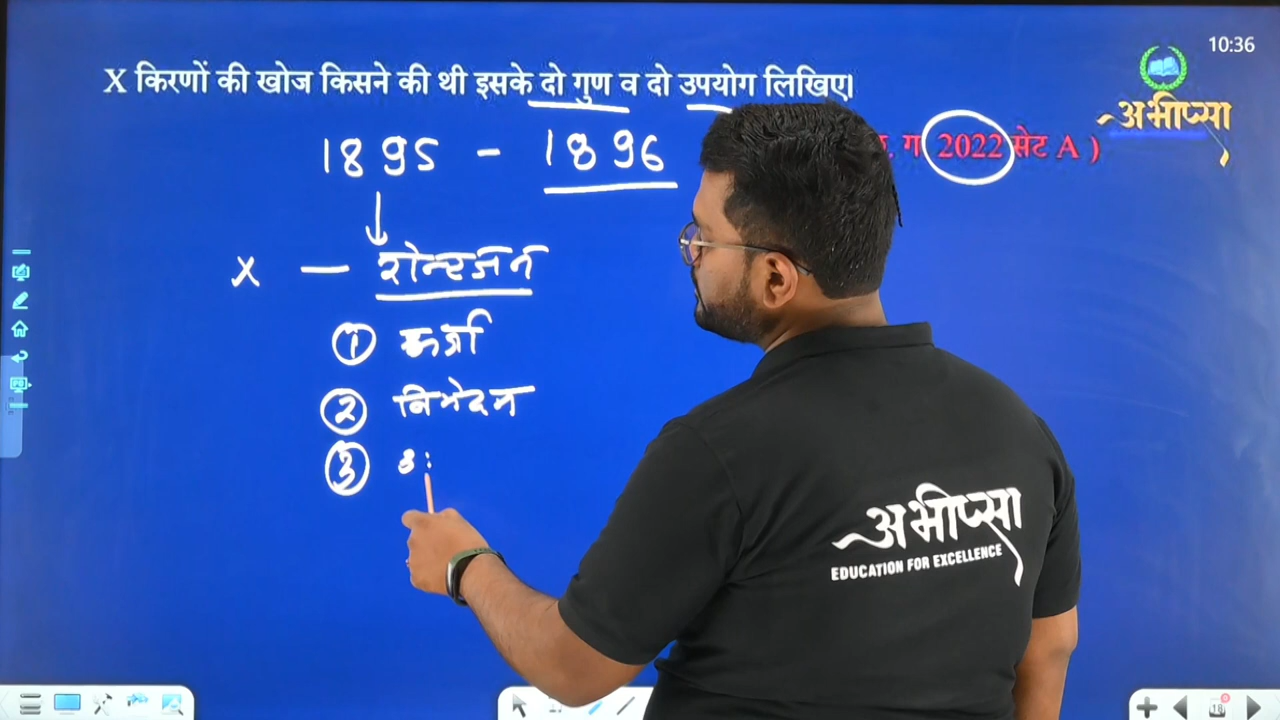 10:36
X किरणों की खोज किसने की थी इसके दो गुण व दो उपयोग लिखिए।
अभीप्सा
ग 2022 सेट A )
1895 - 1896
X — रोन्टजन
1 ऊर्जा
2 विभेदन
3
अभीप्सा
EDUCATION FOR EXCELLENCE
18